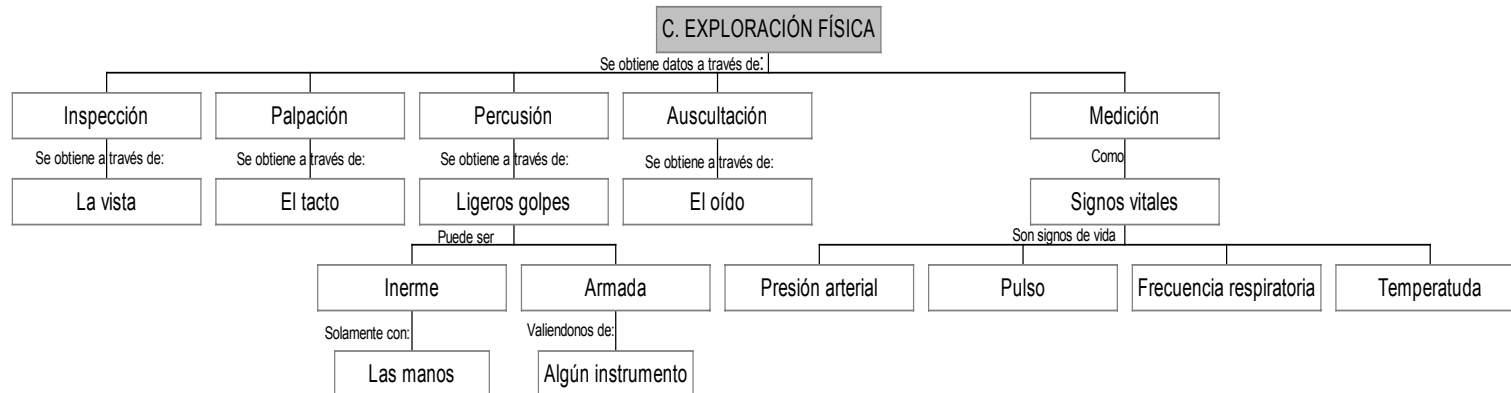 C. EXPLORACIÓN FÍSICA
Se obtiene datos a través de:
Inspección
Palpación
Percusión
Auscultación
Medición
Se obtiene a través de:
Se obtiene a través de:
Se obtiene a través de:
Se obtiene a través de:
Como
La vista
El tacto
Ligeros golpes
El oído
Signos vitales
Puede ser
Son signos de vida
Inerme
Armada
Presión arterial
Pulso
Frecuencia respiratoria
Temperatuda
Solamente con:
Valiendonos de:
Las manos
Algún instrumento